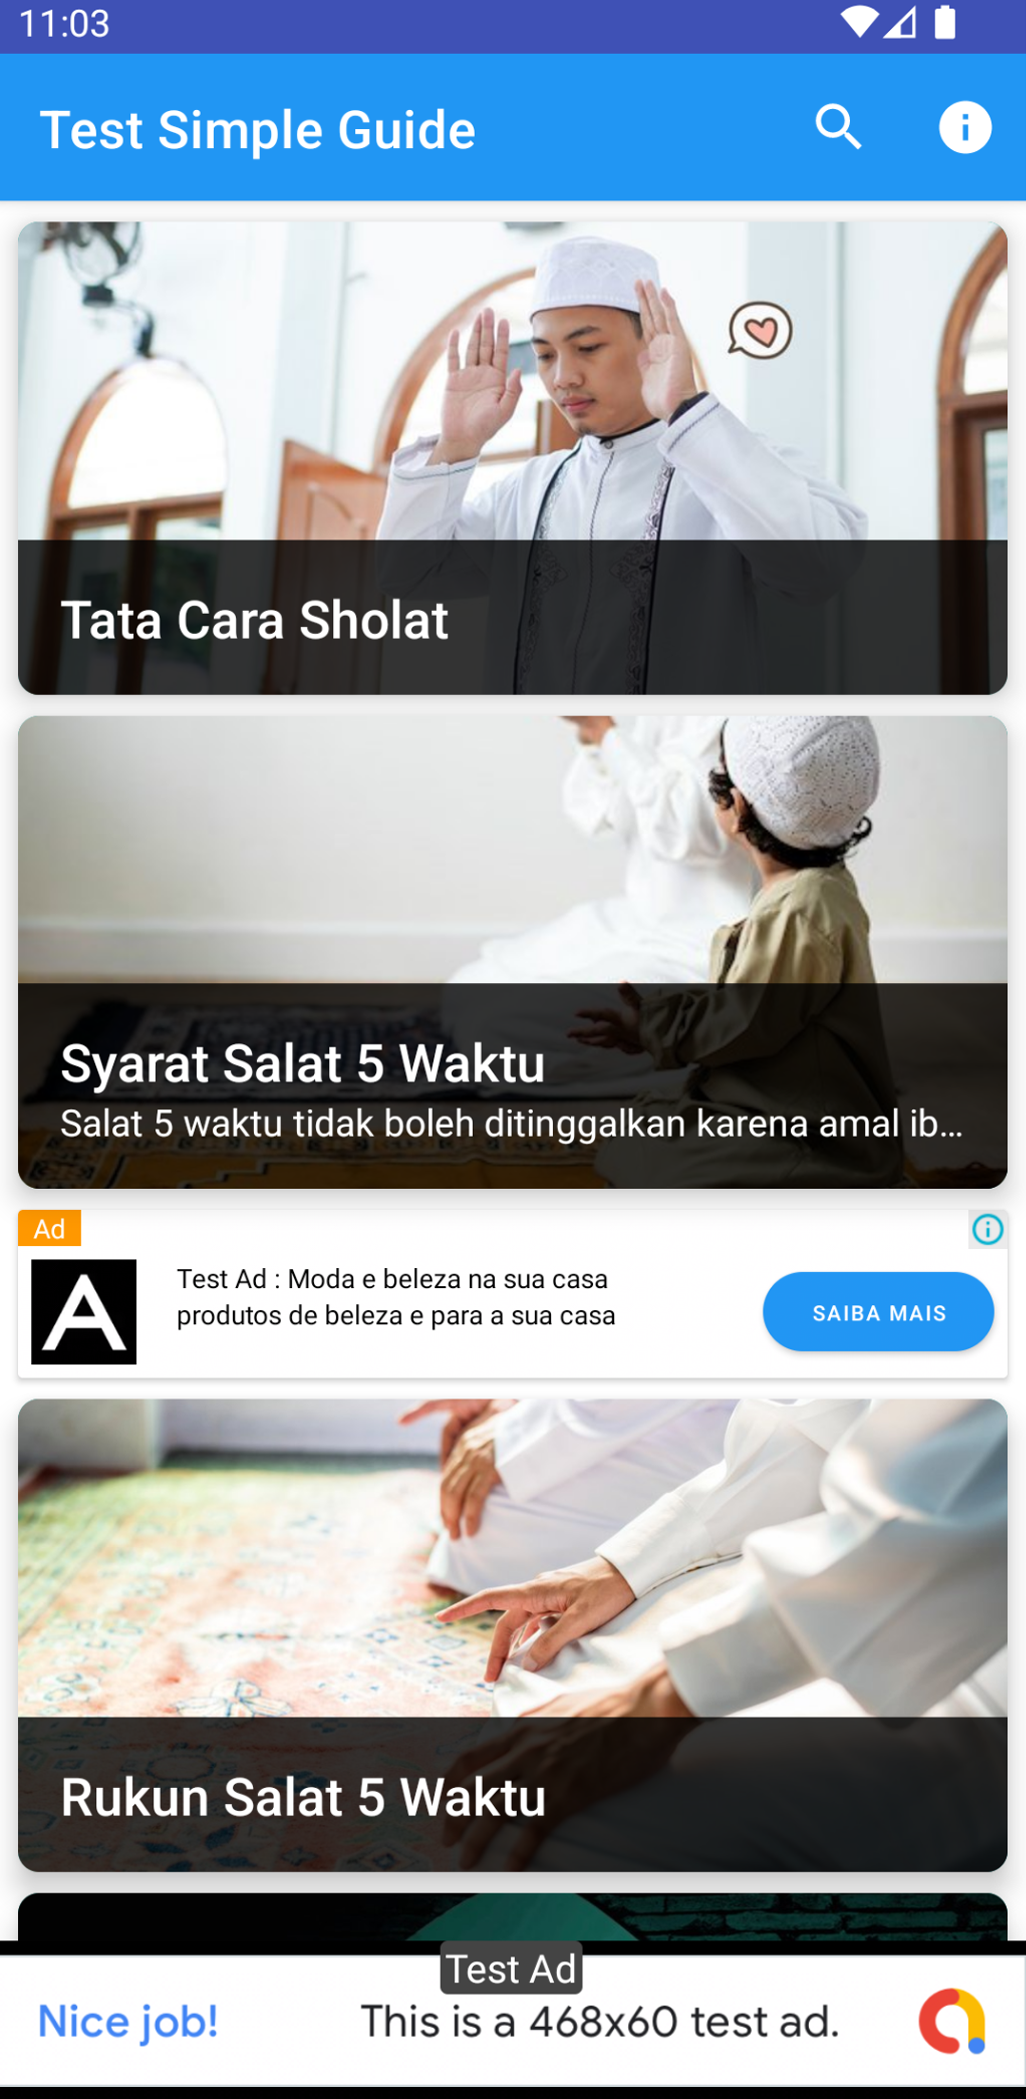 11:03
Test Simple Guide
Tata Cara Sholat
Syarat Salat 5 Waktu
Salat 5 waktu tidak boleh ditinggalkan karena amal ib...
Ad
Test Ad : Moda e beleza na sua casa
produtos de beleza e para a sua casa
SAIBA MAIS
Rukun Salat 5 Waktu
Test Ad
Nice job!
This is a 468x60 test ad.